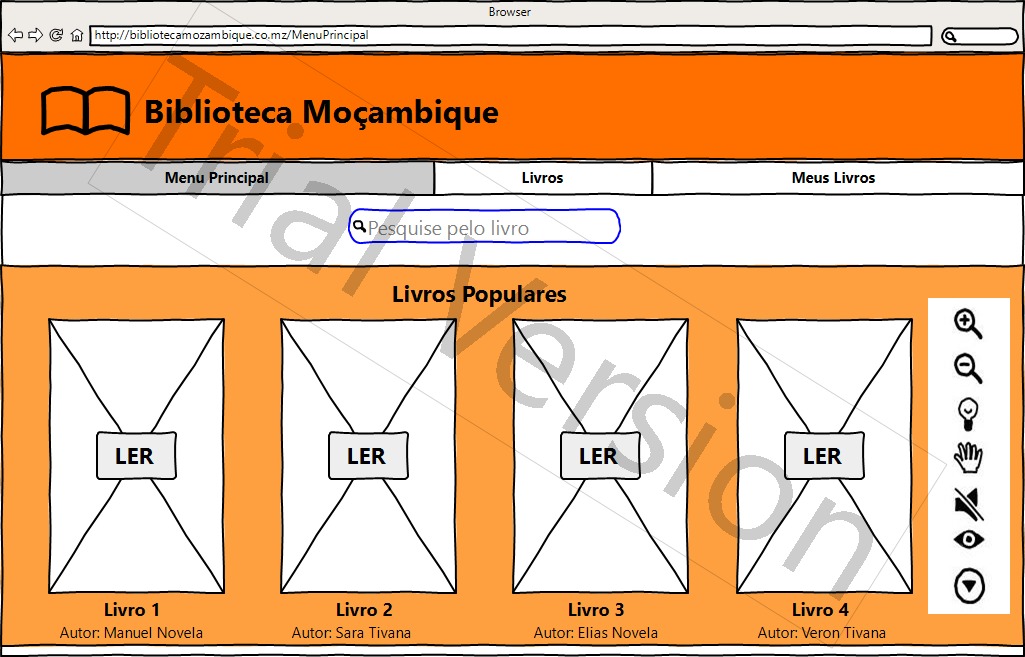 Browser
http://bibliotecamozambique.co.mz/MenuPrincipal
Biblioteca Moçambique
Menu Principal Livros Meus Livros
Pesquise pelo livro
Livros Populares
LER LER LER LER
Livro 1 Livro 2 Livro 3 Livro 4
Autor: Manuel Novela Autor: Sara Tivana Autor: Elias Novela Autor: Veron Tivana
Trial Version